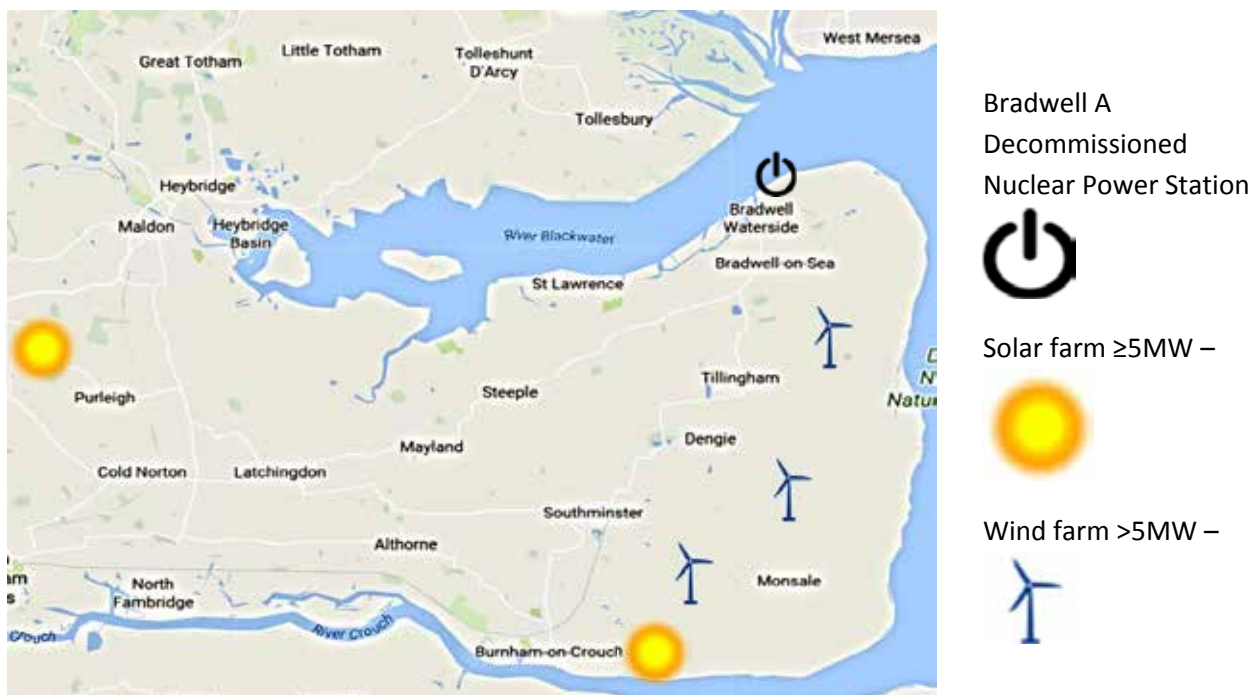 West Mersea
Little Totham
Great Totham
Tolleshunt
D'Arcy
Tollesbury
Heybridge
Maldon
Heybridge
Basin
River Blackwater
Bradwell
Waterside
Bradwell-on-Sea
St Lawrence
Purleigh
Steeple
Tillingham
Natu
Mayland
Dengie
Cold Norton
Latchingdon
Southminster
Althorne
Monsale
North
Fambridge
River Crouch
Crouch
Burnham-on-Crouch
Bradwell A
Decommissioned
Nuclear Power Station
Solar farm ≥5MW –
Wind farm >5MW –